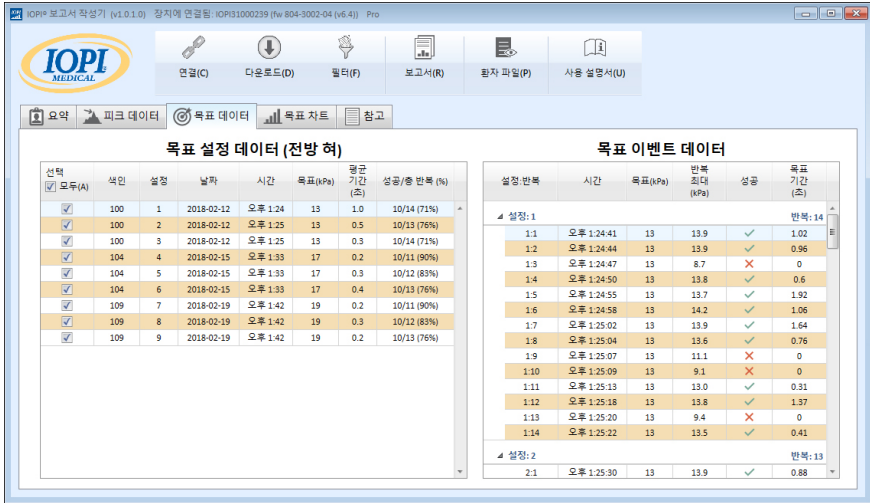 IOPI® 보고서 작성기 (v1.0.1.0) 장치에 연결됨: IOPI31000239 (fw 804-3002-04 (v6.4)) Pro
IOPI
MEDICAL
연결(C) 다운로드(D) 필터(F) 보고서(R) 환자 파일(P) 사용 설명서(U)
요약 피크 데이터 목표 데이터 목표 차트 참고
목표 설정 데이터 (전방 혀)
선택
모두(A) 색인 설정 날짜 시간 목표(kPa) 평균 기간 (초) 성공/총 반복 (%)
100 1 2018-02-12 오후 1:24 13 1.0 10/14 (71%)
100 2 2018-02-12 오후 1:25 13 0.5 10/13 (76%)
100 3 2018-02-12 오후 1:25 13 0.3 10/14 (71%)
104 4 2018-02-15 오후 1:33 17 0.2 10/11 (90%)
104 5 2018-02-15 오후 1:33 17 0.3 10/12 (83%)
104 6 2018-02-15 오후 1:33 17 0.4 10/13 (76%)
109 7 2018-02-19 오후 1:42 19 0.2 10/11 (90%)
109 8 2018-02-19 오후 1:42 19 0.3 10/12 (83%)
109 9 2018-02-19 오후 1:42 19 0.2 10/13 (76%)
목표 이벤트 데이터
설정:반복 시간 목표(kPa) 반복 최대 (kPa) 성공 목표 기간 (초)
설정: 1 반복: 14
1:1 오후 1:24:41 13 13.9 ✓ 1.02
1:2 오후 1:24:44 13 13.9 ✓ 0.96
1:3 오후 1:24:47 13 8.7 ✕ 0
1:4 오후 1:24:50 13 13.8 ✓ 0.6
1:5 오후 1:24:55 13 13.7 ✓ 1.92
1:6 오후 1:24:58 13 14.2 ✓ 1.06
1:7 오후 1:25:02 13 13.9 ✓ 1.64
1:8 오후 1:25:04 13 13.6 ✓ 0.76
1:9 오후 1:25:07 13 11.1 ✕ 0
1:10 오후 1:25:09 13 9.1 ✕ 0
1:11 오후 1:25:13 13 13.0 ✓ 0.31
1:12 오후 1:25:18 13 13.8 ✓ 1.37
1:13 오후 1:25:20 13 9.4 ✕ 0
1:14 오후 1:25:22 13 13.5 ✓ 0.41
설정: 2 반복: 13
2:1 오후 1:25:30 13 13.9 ✓ 0.88